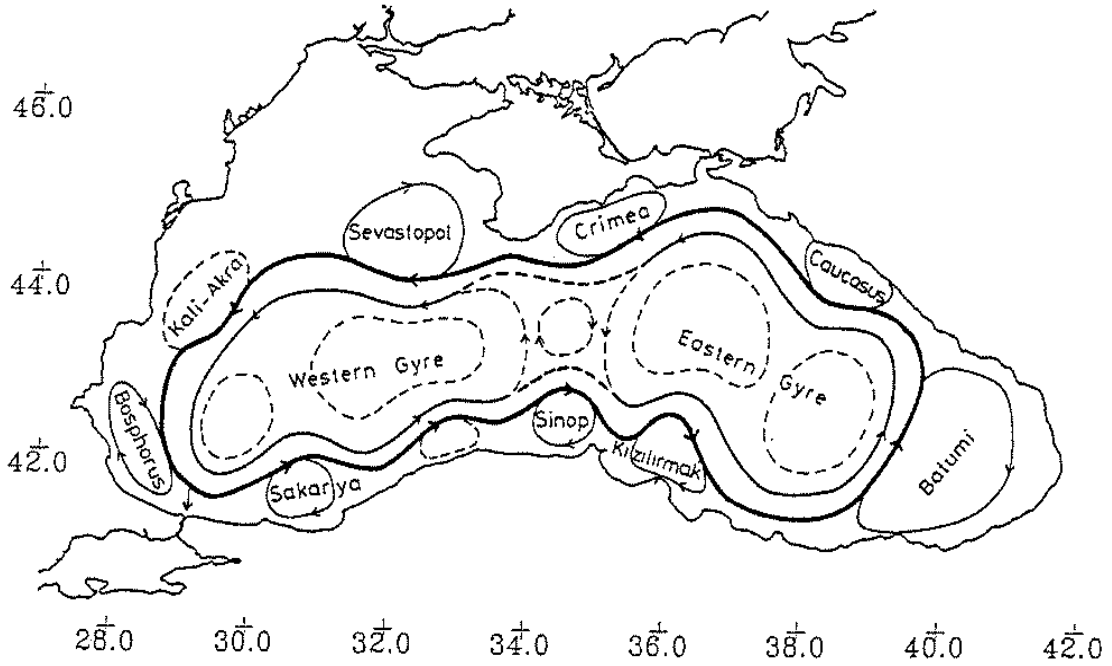 46.0
44.0
42.0
Sevastopol
Crimea
Kali-Akra
Caucasus
Western Gyre
Eastern
Gyre
Bosphorus
Sinop
Kızılırmak
Sakarya
Batumi
28.0 30.0 32.0 34.0 36.0 38.0 40.0 42.0